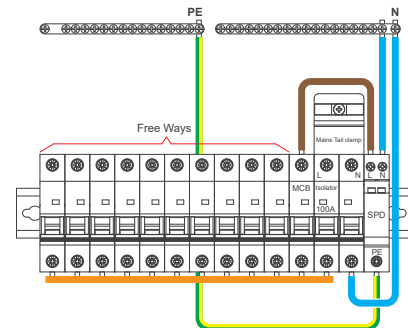 PE
N
Free Ways
Mains Tail clamp
L
N
L
N
MCB
Isolator
100A
SPD
PE